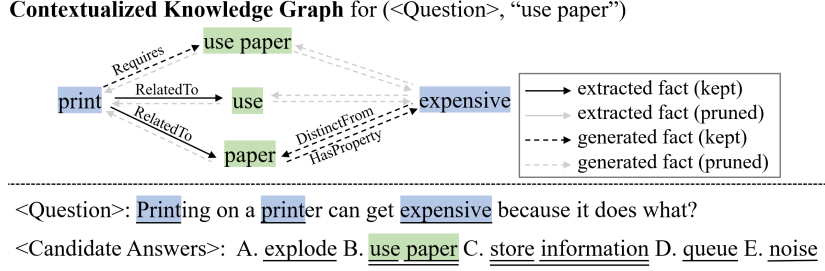 Contextualized Knowledge Graph for (<Question>, “use paper”)
use paper
Requires
print
RelatedTo
use
expensive
RelatedTo
paper
DistinctFrom
HasProperty
extracted fact (kept)
extracted fact (pruned)
generated fact (kept)
generated fact (pruned)
<Question>: Printing on a printer can get expensive because it does what?
<Candidate Answers>: A. explode B. use paper C. store information D. queue E. noise